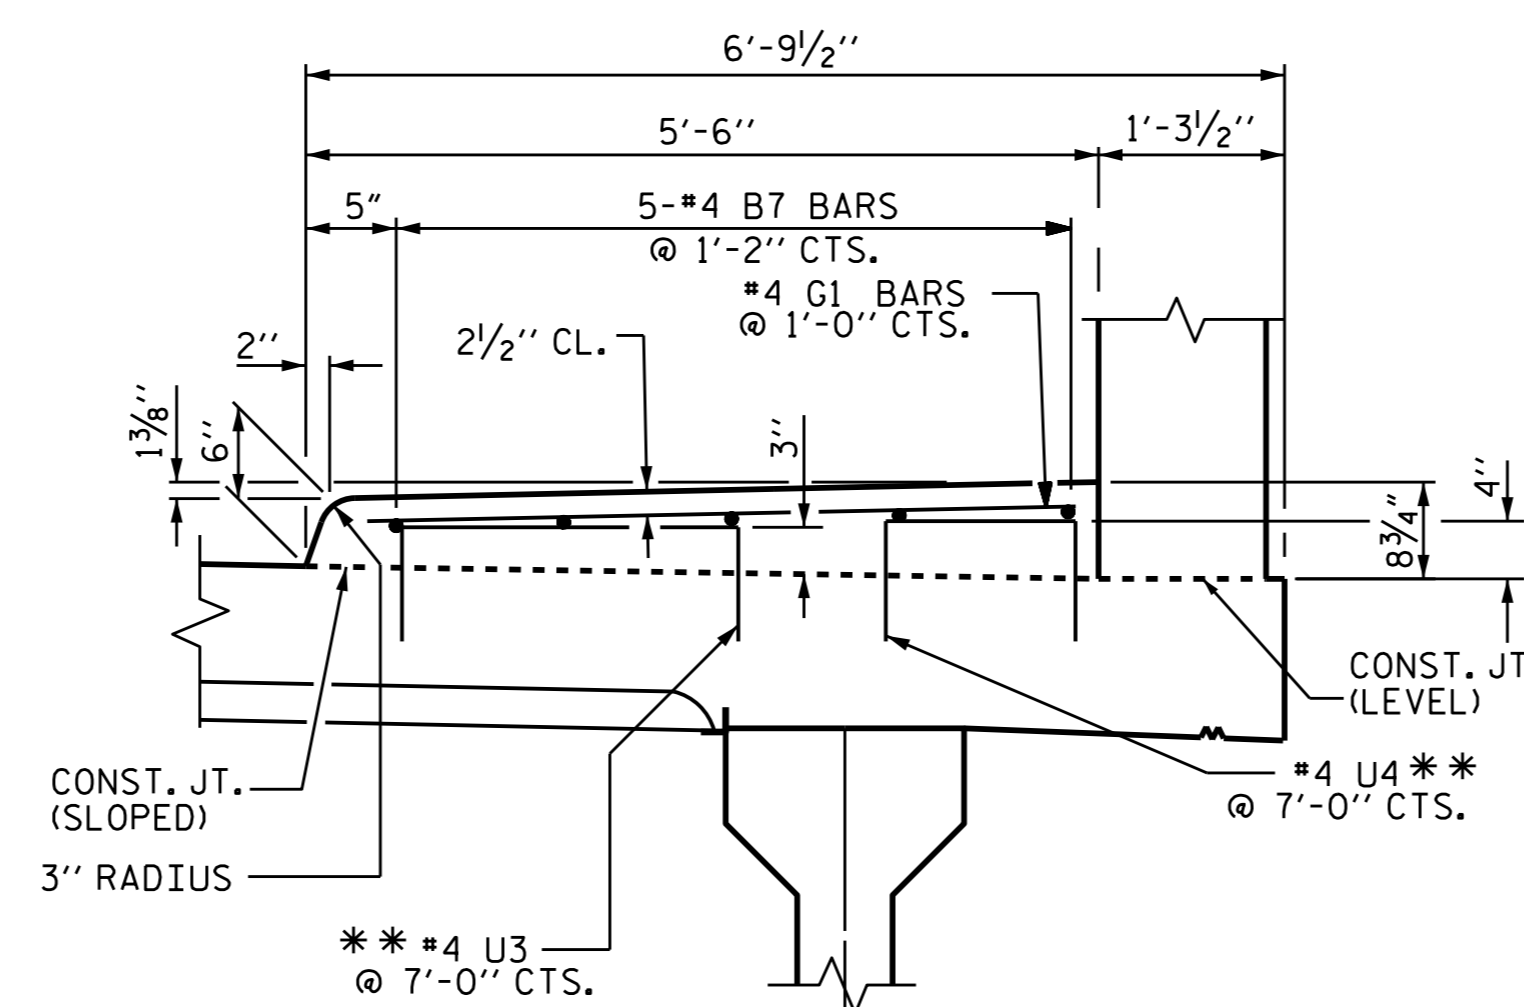 6'-9½"
5'-6"
1'-3½"
5"
5-#4 B7 BARS
@ 1'-2" CTS.
#4 G1 BARS
@ 1'-0" CTS.
2½" CL.
2"
1⅜"
6"
3"
4"
8¾"
CONST. JT
(LEVEL)
#4 U4 **
@ 7'-0" CTS.
CONST. JT.
(SLOPED)
3" RADIUS
** #4 U3
@ 7'-0" CTS.